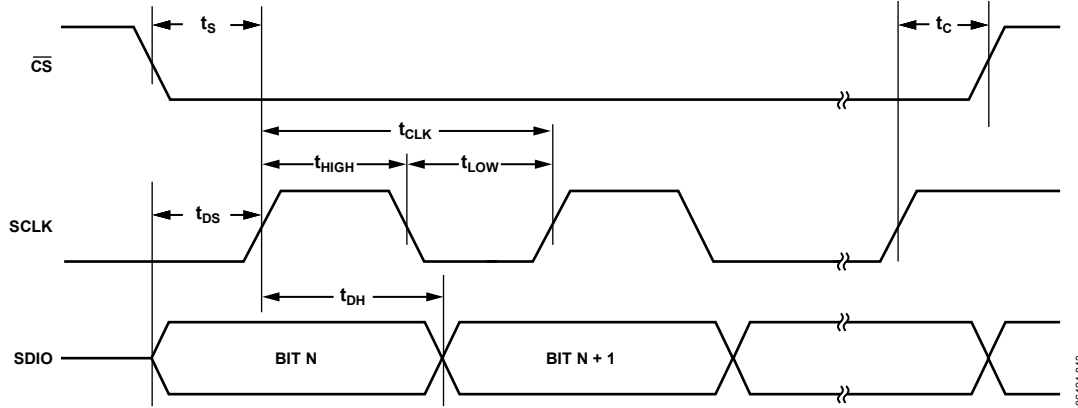 tS
tC
CS
tCLK
tHIGH
tLOW
tDS
SCLK
tDH
SDIO
BIT N
BIT N + 1